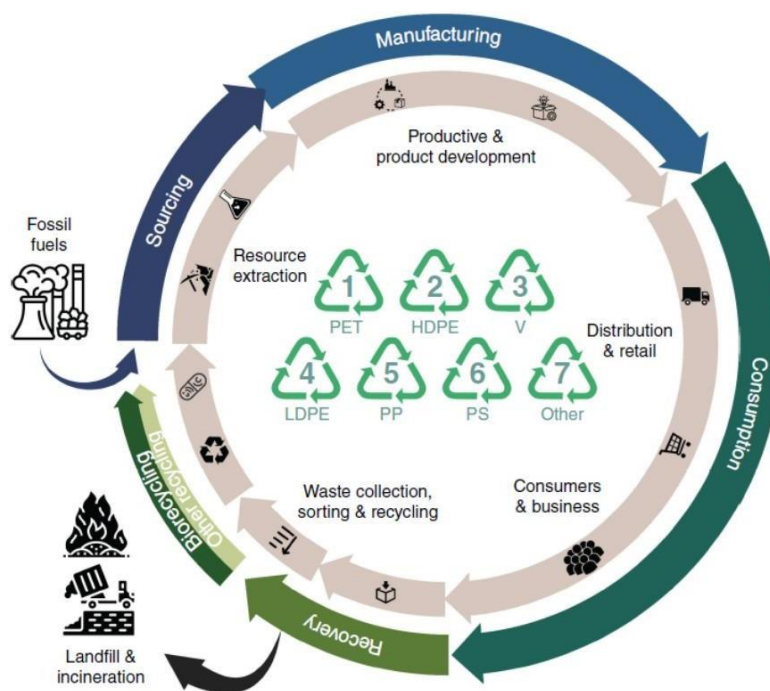 Manufacturing
Productive &
product development
Sourcing
Fossil
fuels
Resource
extraction
1
PET
2
HDPE
3
V
Distribution
& retail
4
LDPE
5
PP
6
PS
7
Other
Consumption
Biorecycling
Other recycling
Waste collection,
sorting & recycling
Consumers
& business
Recovery
Landfill &
incineration